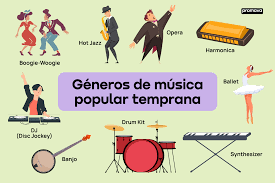 promova
Boogie-Woogie
Hot Jazz
Opera
Harmonica
Géneros de música
popular temprana
Ballet
DJ
(Disc Jockey)
Banjo
Drum Kit
Synthesizer